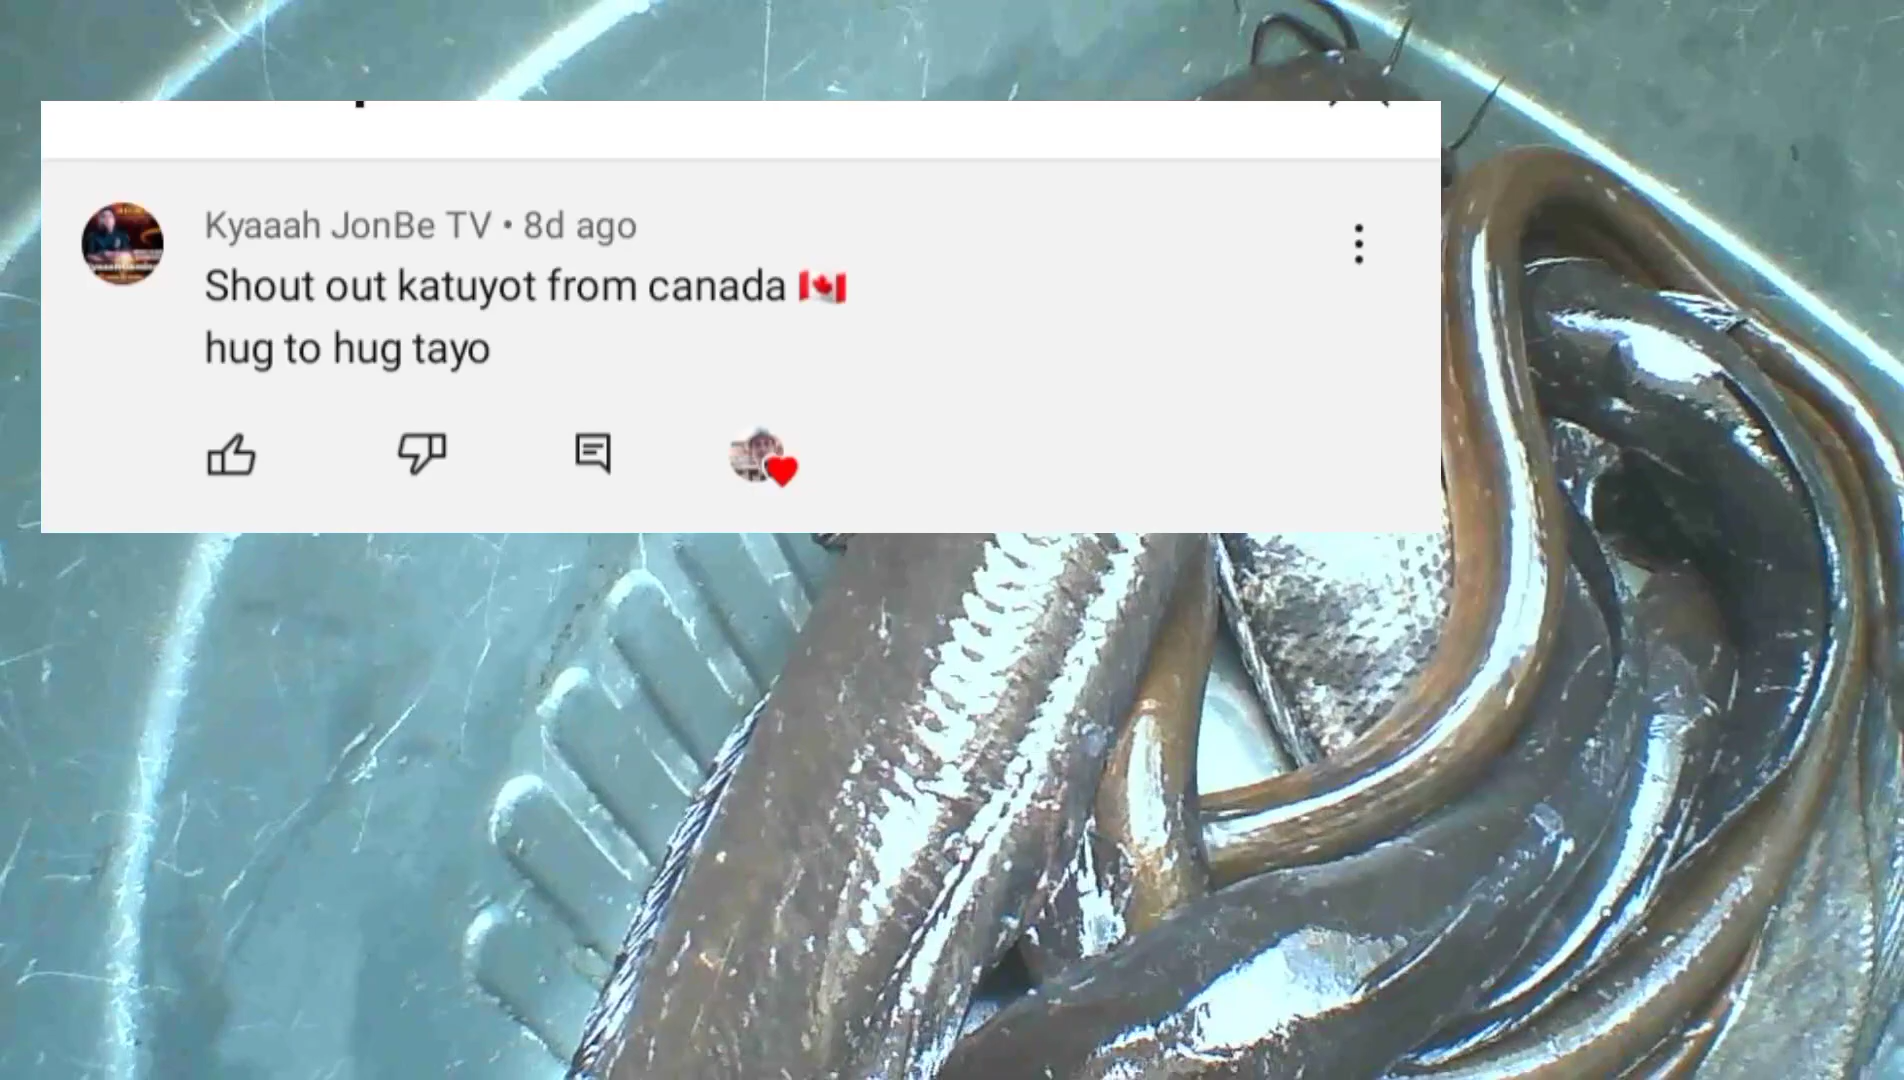 Kyaaah JonBe TV • 8d ago
Shout out katuyot from canada 🇨🇦
hug to hug tayo